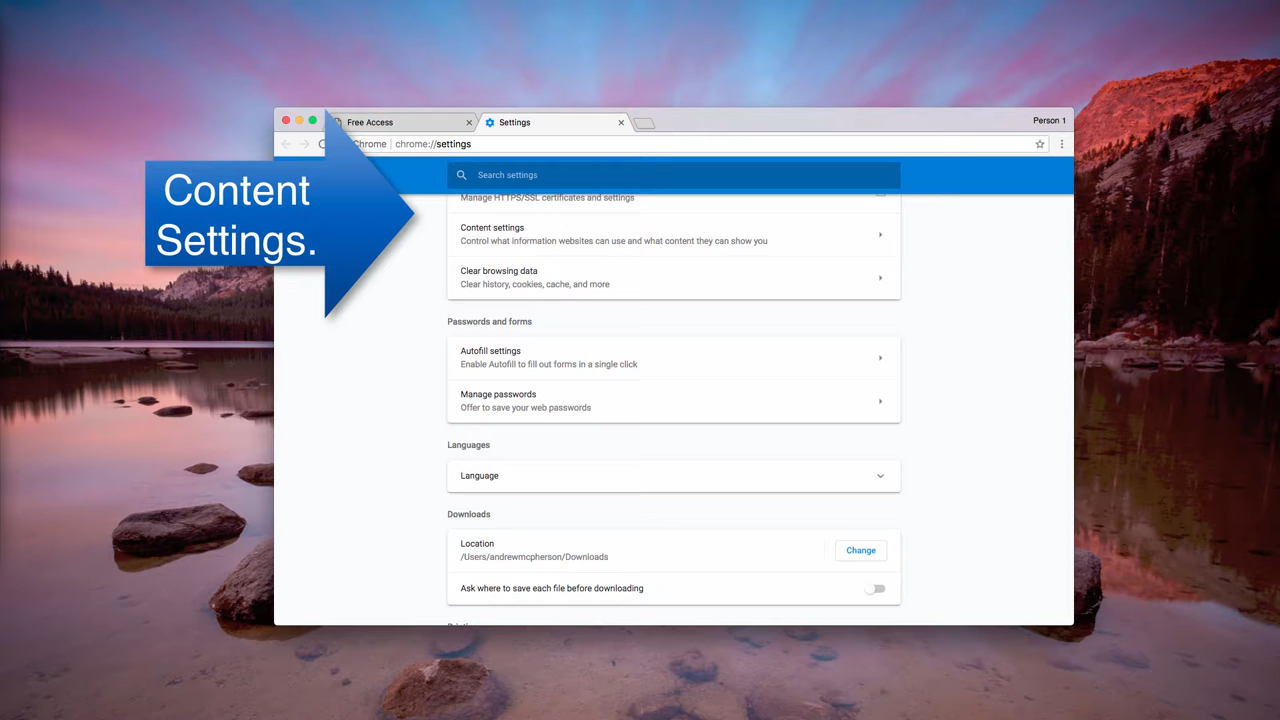 Free Access
Settings
Person 1
Chrome
chrome://settings
Content
Settings.
Search settings
Manage HTTPS/SSL certificates and settings
Content settings
Control what information websites can use and what content they can show you
Clear browsing data
Clear history, cookies, cache, and more
Passwords and forms
Autofill settings
Enable Autofill to fill out forms in a single click
Manage passwords
Offer to save your web passwords
Languages
Language
Downloads
Location
/Users/andrewmcpherson/Downloads
Change
Ask where to save each file before downloading